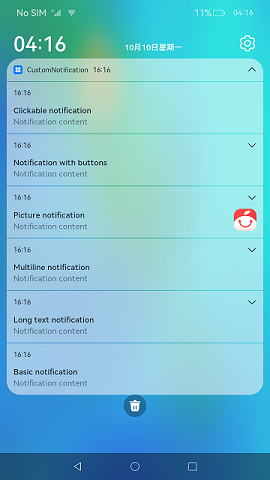 No SIM 11% 04:16
04:16 10月10日星期一
CustomNotification 16:16
16:16
Clickable notification
Notification content
16:16
Notification with buttons
Notification content
16:16
Picture notification
Notification content
16:16
Multiline notification
Notification content
16:16
Long text notification
Notification content
16:16
Basic notification
Notification content